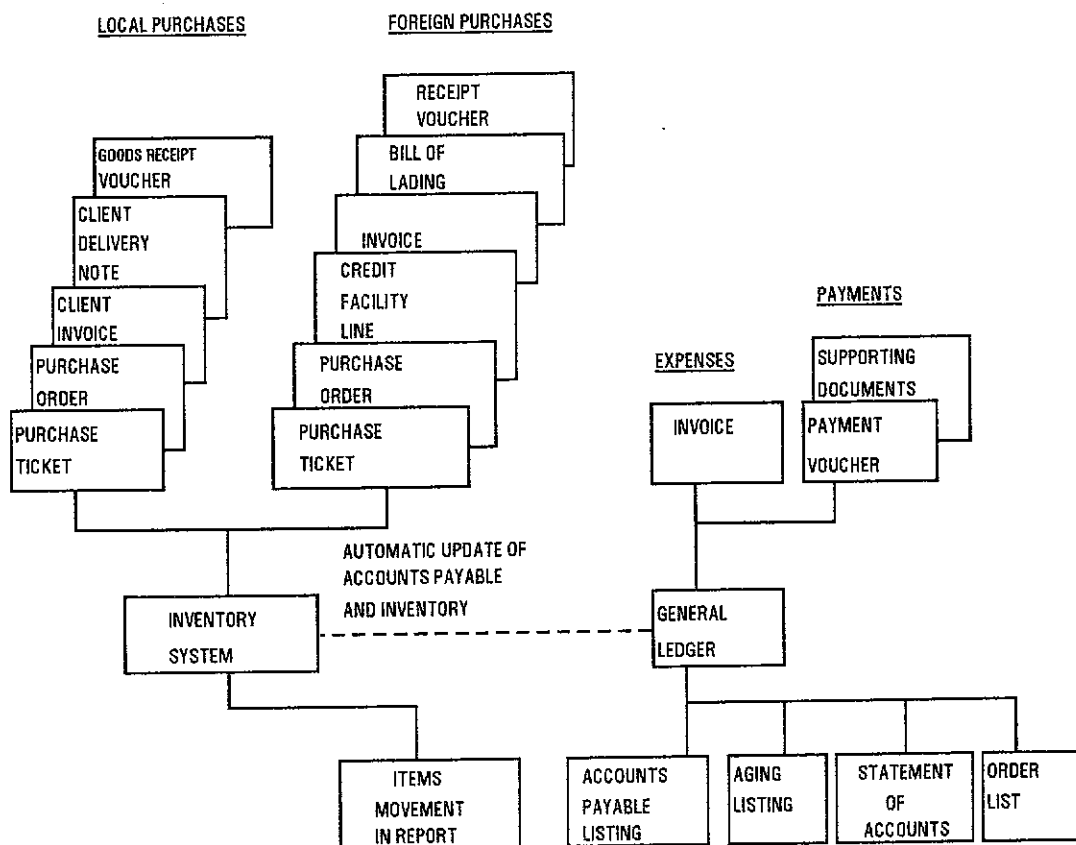 LOCAL PURCHASES
FOREIGN PURCHASES
RECEIPT
VOUCHER
BILL OF
LADING
INVOICE
CREDIT
FACILITY
LINE
PURCHASE
ORDER
PURCHASE
TICKET
GOODS RECEIPT
VOUCHER
CLIENT
DELIVERY
NOTE
CLIENT
INVOICE
PURCHASE
ORDER
PURCHASE
TICKET
EXPENSES
INVOICE
PAYMENTS
SUPPORTING
DOCUMENTS
PAYMENT
VOUCHER
AUTOMATIC UPDATE OF
ACCOUNTS PAYABLE
AND INVENTORY
INVENTORY
SYSTEM
GENERAL
LEDGER
ITEMS
MOVEMENT
IN REPORT
ACCOUNTS
PAYABLE
LISTING
AGING
LISTING
STATEMENT
OF
ACCOUNTS
ORDER
LIST